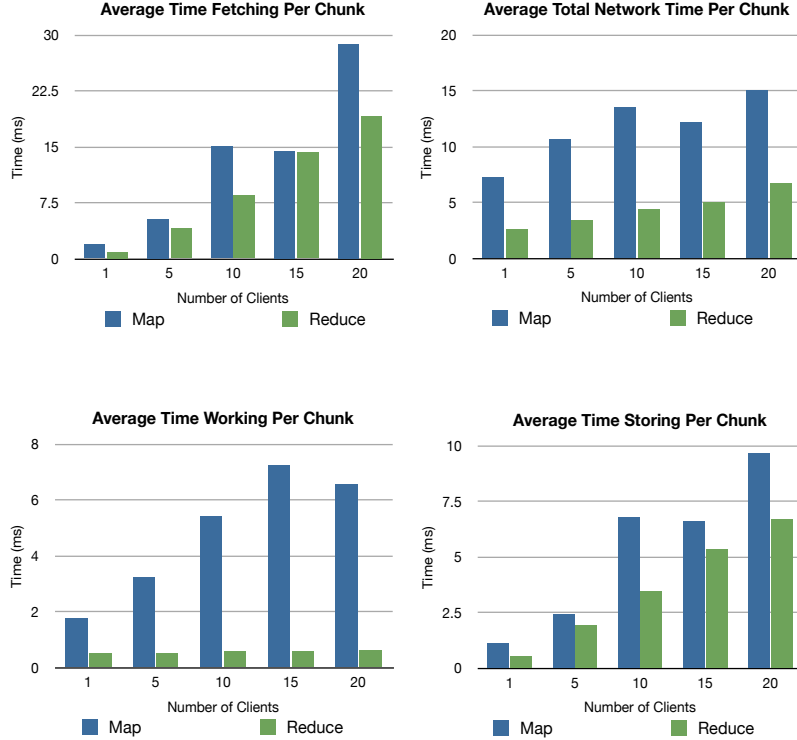 Average Time Fetching Per Chunk
30
22.5
15
7.5
0
Time (ms)
1 5 10 15 20
Number of Clients
Map Reduce
Average Total Network Time Per Chunk
20
15
10
5
0
Time (ms)
1 5 10 15 20
Number of Clients
Map Reduce
Average Time Working Per Chunk
8
6
4
2
0
Time (ms)
1 5 10 15 20
Number of Clients
Map Reduce
Average Time Storing Per Chunk
10
7.5
5
2.5
0
Time (ms)
1 5 10 15 20
Number of Clients
Map Reduce